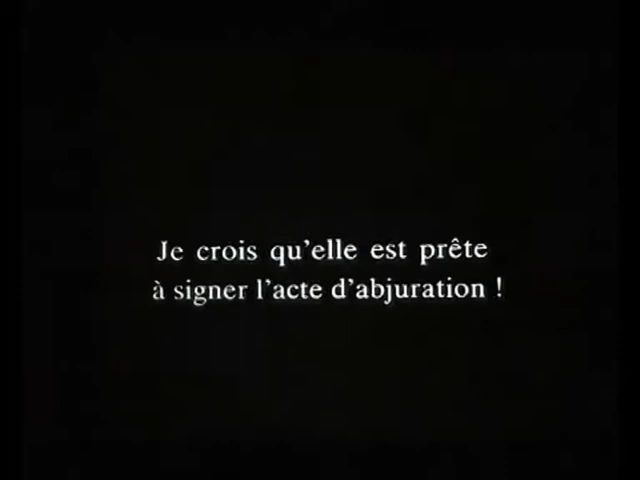 Je crois qu'elle est prête
à signer l'acte d'abjuration !